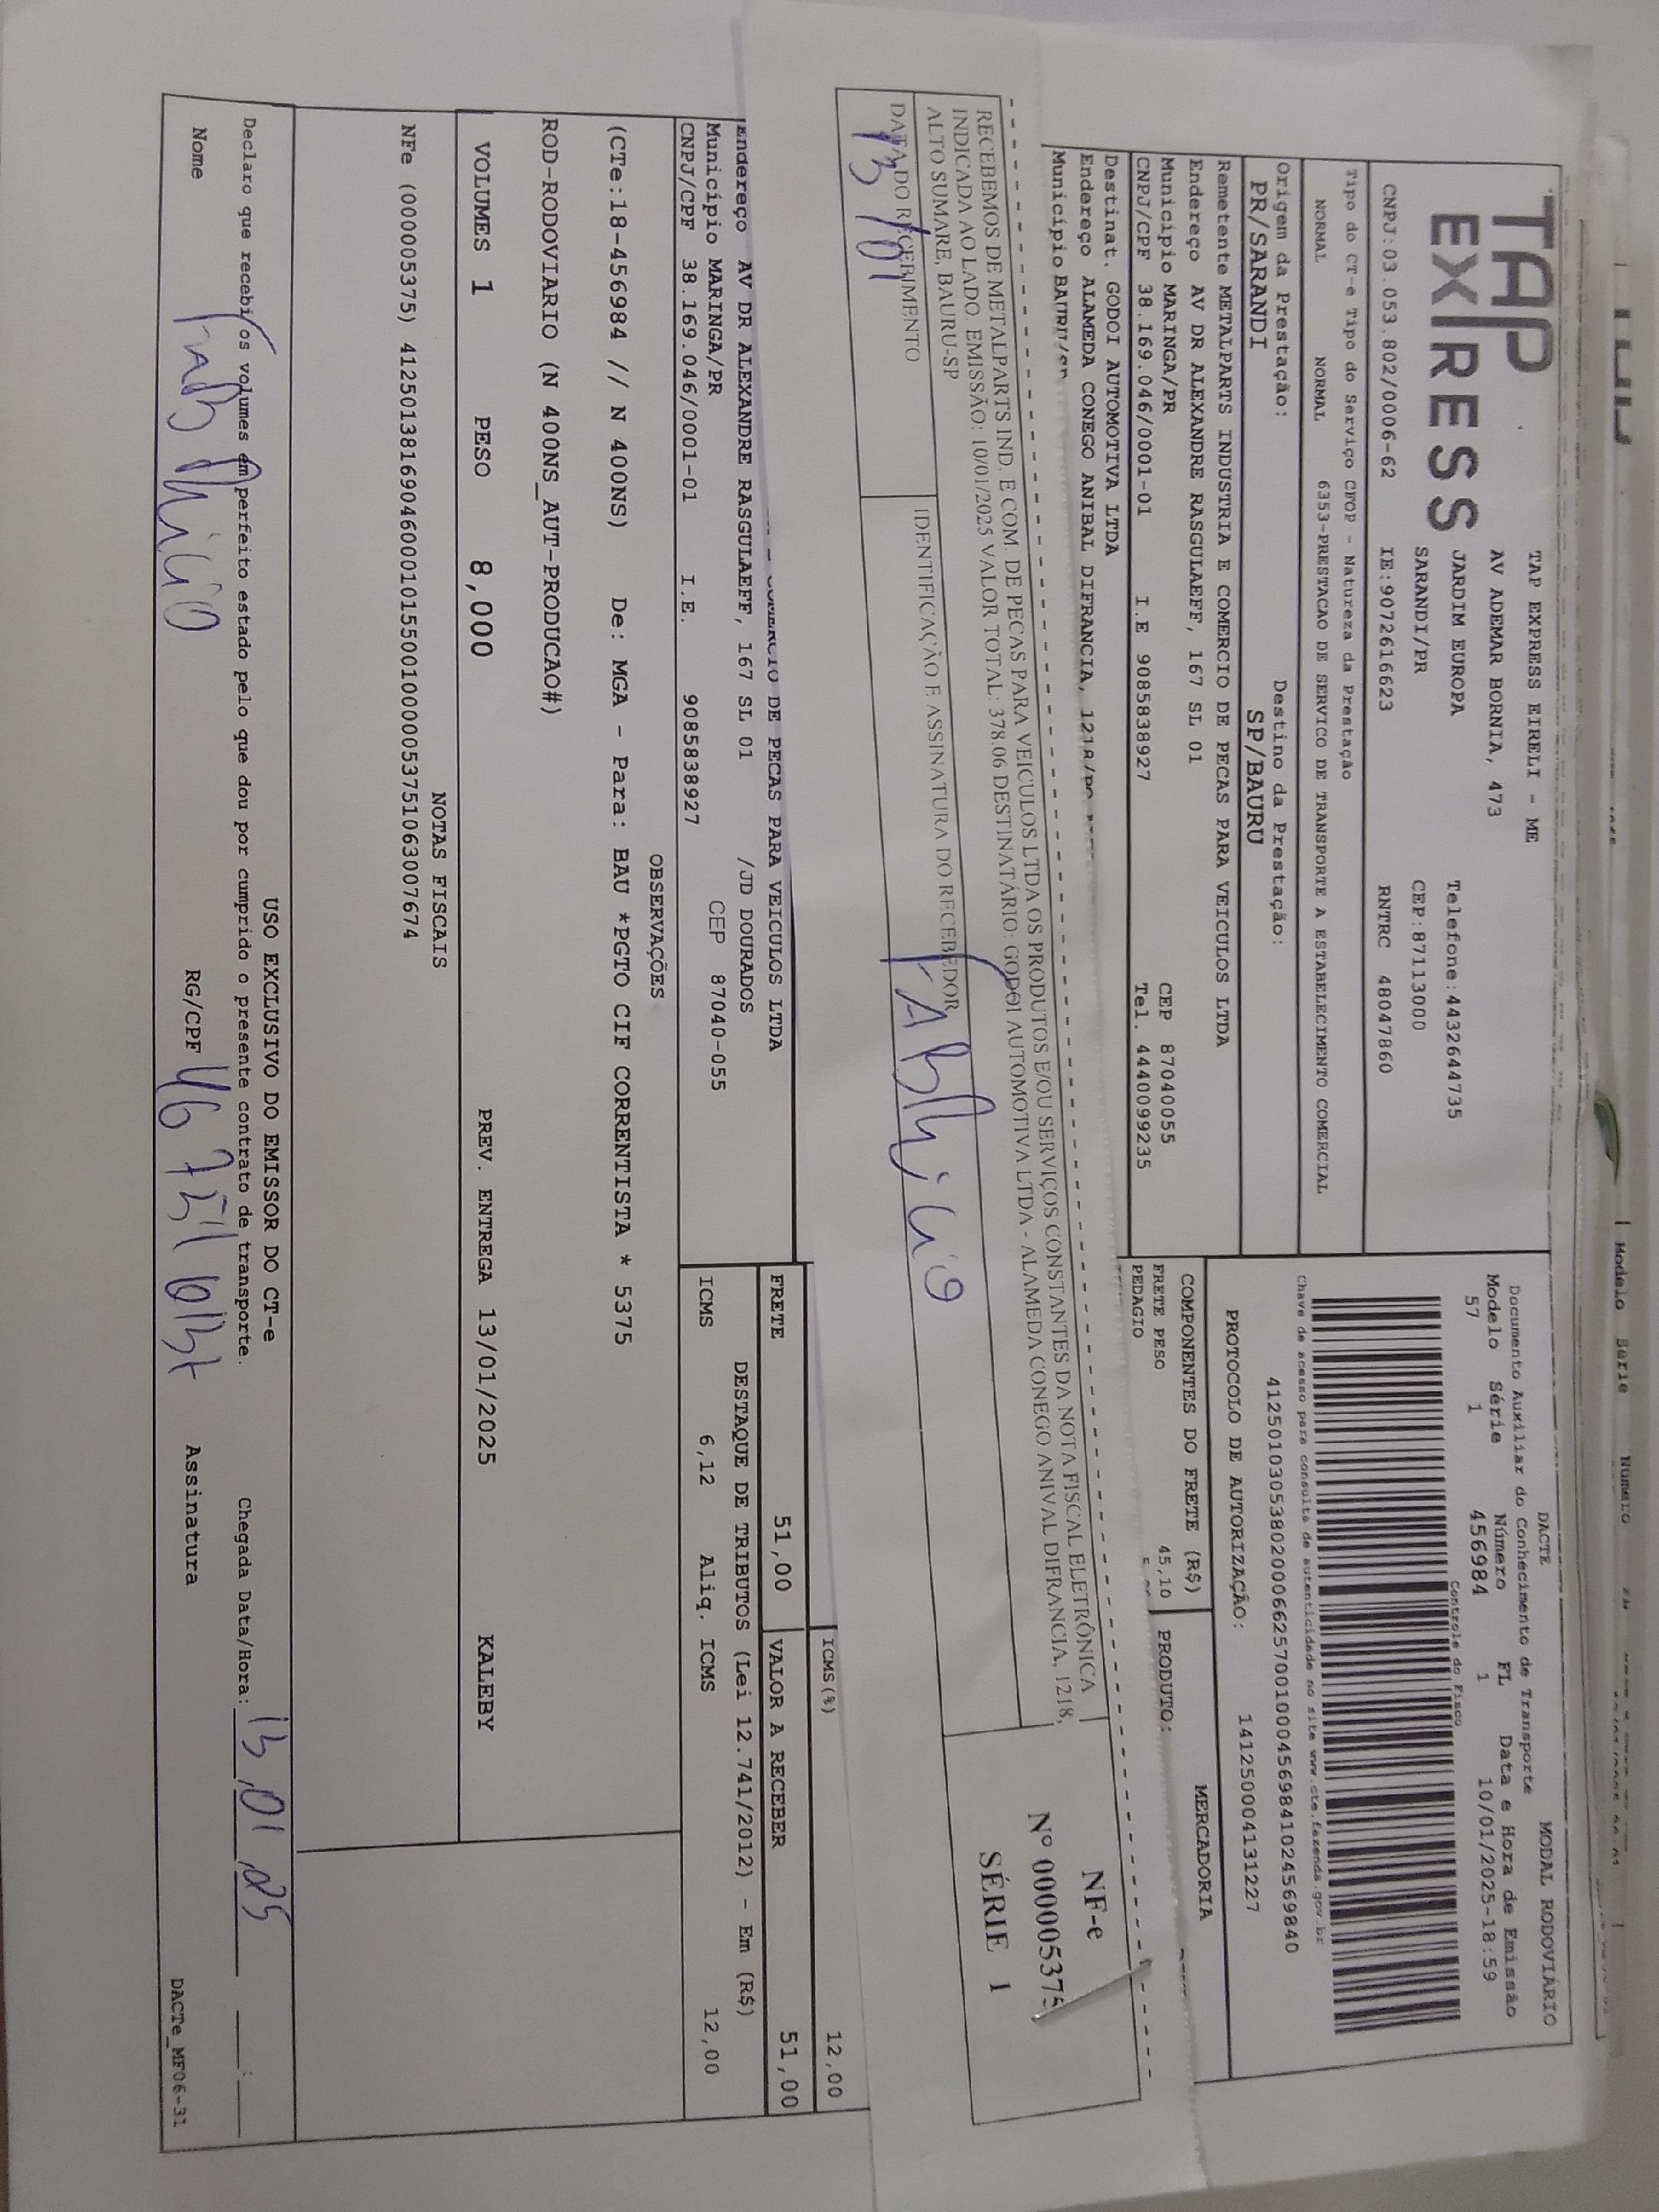 TAP
EXPRESS
TAP EXPRESS EIRELI - ME
AV ADEMAR BORNIA, 473
JARDIM EUROPA
Telefone:4432644735
SARANDI/PR
CEP:87113000
CNPJ:03.053.802/0006-62 IE:9072616623 RNTRC 48047860
Tipo do CT-e Tipo do Serviço CFOP - Natureza da Prestação
NORMAL NORMAL 6353-PRESTACAO DE SERVICO DE TRANSPORTE A ESTABELECIMENTO COMERCIAL
Origem da Prestação: Destino da Prestação:
PR/SARANDI SP/BAURU
Remetente METALPARTS INDUSTRIA E COMERCIO DE PECAS PARA VEICULOS LTDA
Endereço AV DR ALEXANDRE RASGULAEFF, 167 SL 01
Município MARINGA/PR CEP 87040055
CNPJ/CPF 38.169.046/0001-01 I.E 9085838927 Tel. 4440099235
Destinat. GODOI AUTOMOTIVA LTDA
Endereço ALAMEDA CONEGO ANIBAL DIFRANCIA, 1218
Município BAURU/SP
Modelo Série Número
DACTE MODAL RODOVIÁRIO
Documento Auxiliar do Conhecimento de Transporte
Modelo Série Número FL Data e Hora de Emissão
57 1 456984 1 10/01/2025-18:59
Controle do Fisco
Chave de acesso para consulta de autenticidade no site www.cte.fazenda.gov.br
41250103053802000662570010004569841024569840
PROTOCOLO DE AUTORIZAÇÃO: 141250004131227
COMPONENTES DO FRETE (R$) MERCADORIA
FRETE PESO 45,10 PRODUTO:
PEDAGIO
RECEBEMOS DE METALPARTS IND. E COM. DE PECAS PARA VEICULOS LTDA OS PRODUTOS E/OU SERVIÇOS CONSTANTES DA NOTA FISCAL ELETRÔNICA
INDICADA AO LADO. EMISSÃO: 10/01/2025 VALOR TOTAL: 378.06 DESTINATÁRIO: GODOI AUTOMOTIVA LTDA - ALAMEDA CONEGO ANIVAL DIFRANCIA, 1218,
ALTO SUMARE, BAURU-SP
DATA DO RECEBIMENTO IDENTIFICAÇÃO E ASSINATURA DO RECEBEDOR
13/01 FABRicio
NF-e
Nº 000005375
SÉRIE 1
DE PECAS PARA VEICULOS LTDA
Endereço AV DR ALEXANDRE RASGULAEFF, 167 SL 01 /JD DOURADOS
Município MARINGA/PR CEP 87040-055
CNPJ/CPF 38.169.046/0001-01 I.E. 9085838927
ICMS(%) 12,00
FRETE 51,00 VALOR A RECEBER 51,00
DESTAQUE DE TRIBUTOS (Lei 12.741/2012) - Em (R$)
ICMS 6,12 Aliq. ICMS 12,00
OBSERVAÇÕES
(CTe:18-456984 // N 400NS) De: MGA - Para: BAU *PGTO CIF CORRENTISTA * 5375
ROD-RODOVIARIO (N 400NS_AUT-PRODUCAO#)
VOLUMES 1 PESO 8,000 PREV. ENTREGA 13/01/2025 KALEBY
NOTAS FISCAIS
NFe (000005375) 41250138169046000101550010000053751063007674
USO EXCLUSIVO DO EMISSOR DO CT-e
Declaro que recebi os volumes em perfeito estado pelo que dou por cumprido o presente contrato de transporte. Chegada Data/Hora: 13 01 25 :
Nome FABRicio RG/CPF Assinatura
DACTe_MF06-31